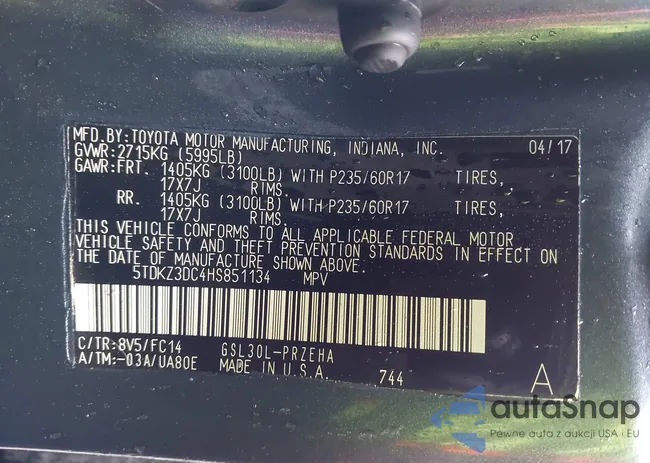 MFD.BY:TOYOTA MOTOR MANUFACTURING, INDIANA, INC. 04/17
GVWR:2715KG (5995LB)
GAWR:FRT. 1405KG (3100LB) WITH P235/60R17 TIRES,
17X7J RIMS,
RR. 1405KG (3100LB) WITH P235/60R17 TIRES,
17X7J RIMS.
THIS VEHICLE CONFORMS TO ALL APPLICABLE FEDERAL MOTOR
VEHICLE SAFETY AND THEFT PREVENTION STANDARDS IN EFFECT ON
THE DATE OF MANUFACTURE SHOWN ABOVE.
5TDKZ3DC4HS851134 MPV
C/TR:8V5/FC14 GSL30L-PRZEHA
A/TM:-03A/UA80E MADE IN U.S.A. 744 A
autaSnap
Pewne auta z aukcji USA i EU